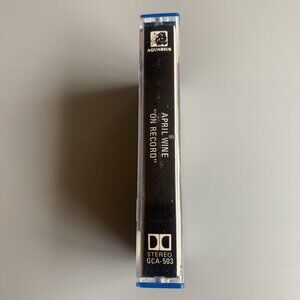 AQUARIUS
APRIL WINE
"ON RECORD"
STEREO
GCA-503